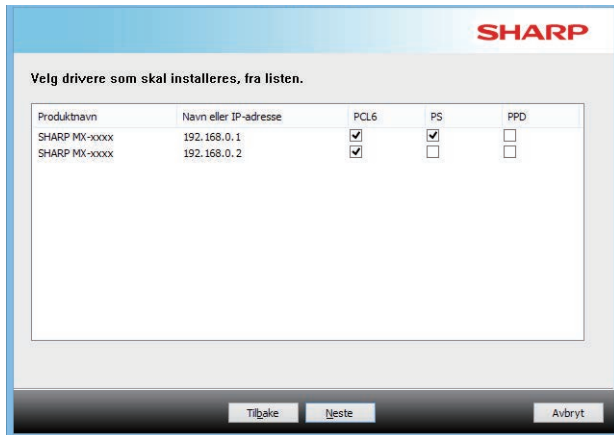 SHARP
Velg drivere som skal installeres, fra listen.
Produktnavn Navn eller IP-adresse PCL6 PS PPD
SHARP MX-xxxx 192.168.0.1
SHARP MX-xxxx 192.168.0.2
Tilbake Neste Avbryt